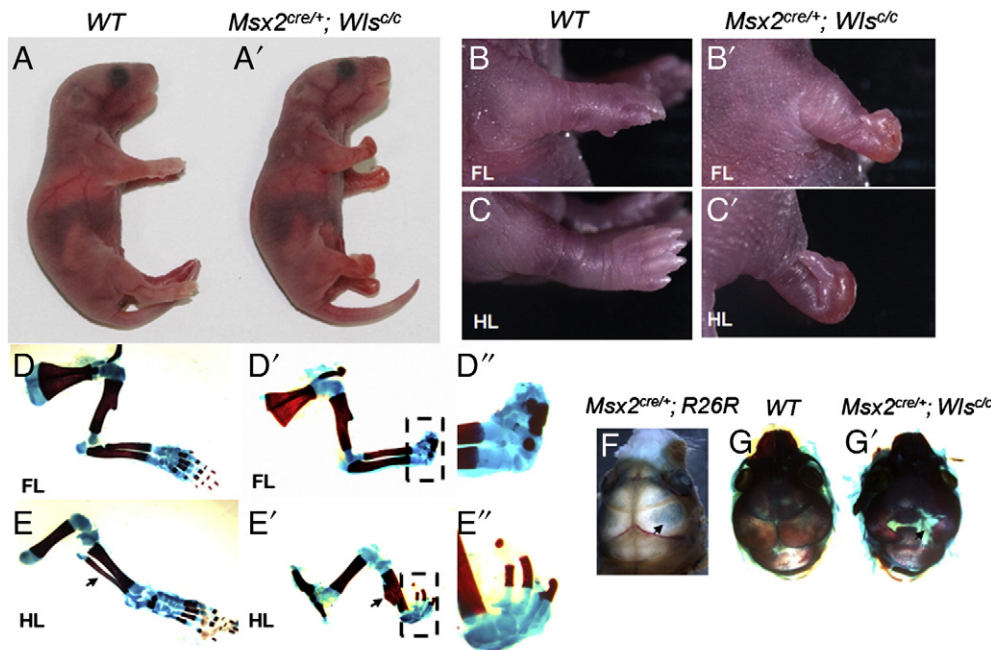 WT
Msx2cre/+; Wlsc/c
WT
Msx2cre/+; Wlsc/c
A
A′
B
FL
B′
FL
C
HL
C′
HL
D
FL
D′
FL
D″
E
HL
E′
HL
E″
Msx2cre/+; R26R
WT
Msx2cre/+; Wlsc/c
F
G
G′